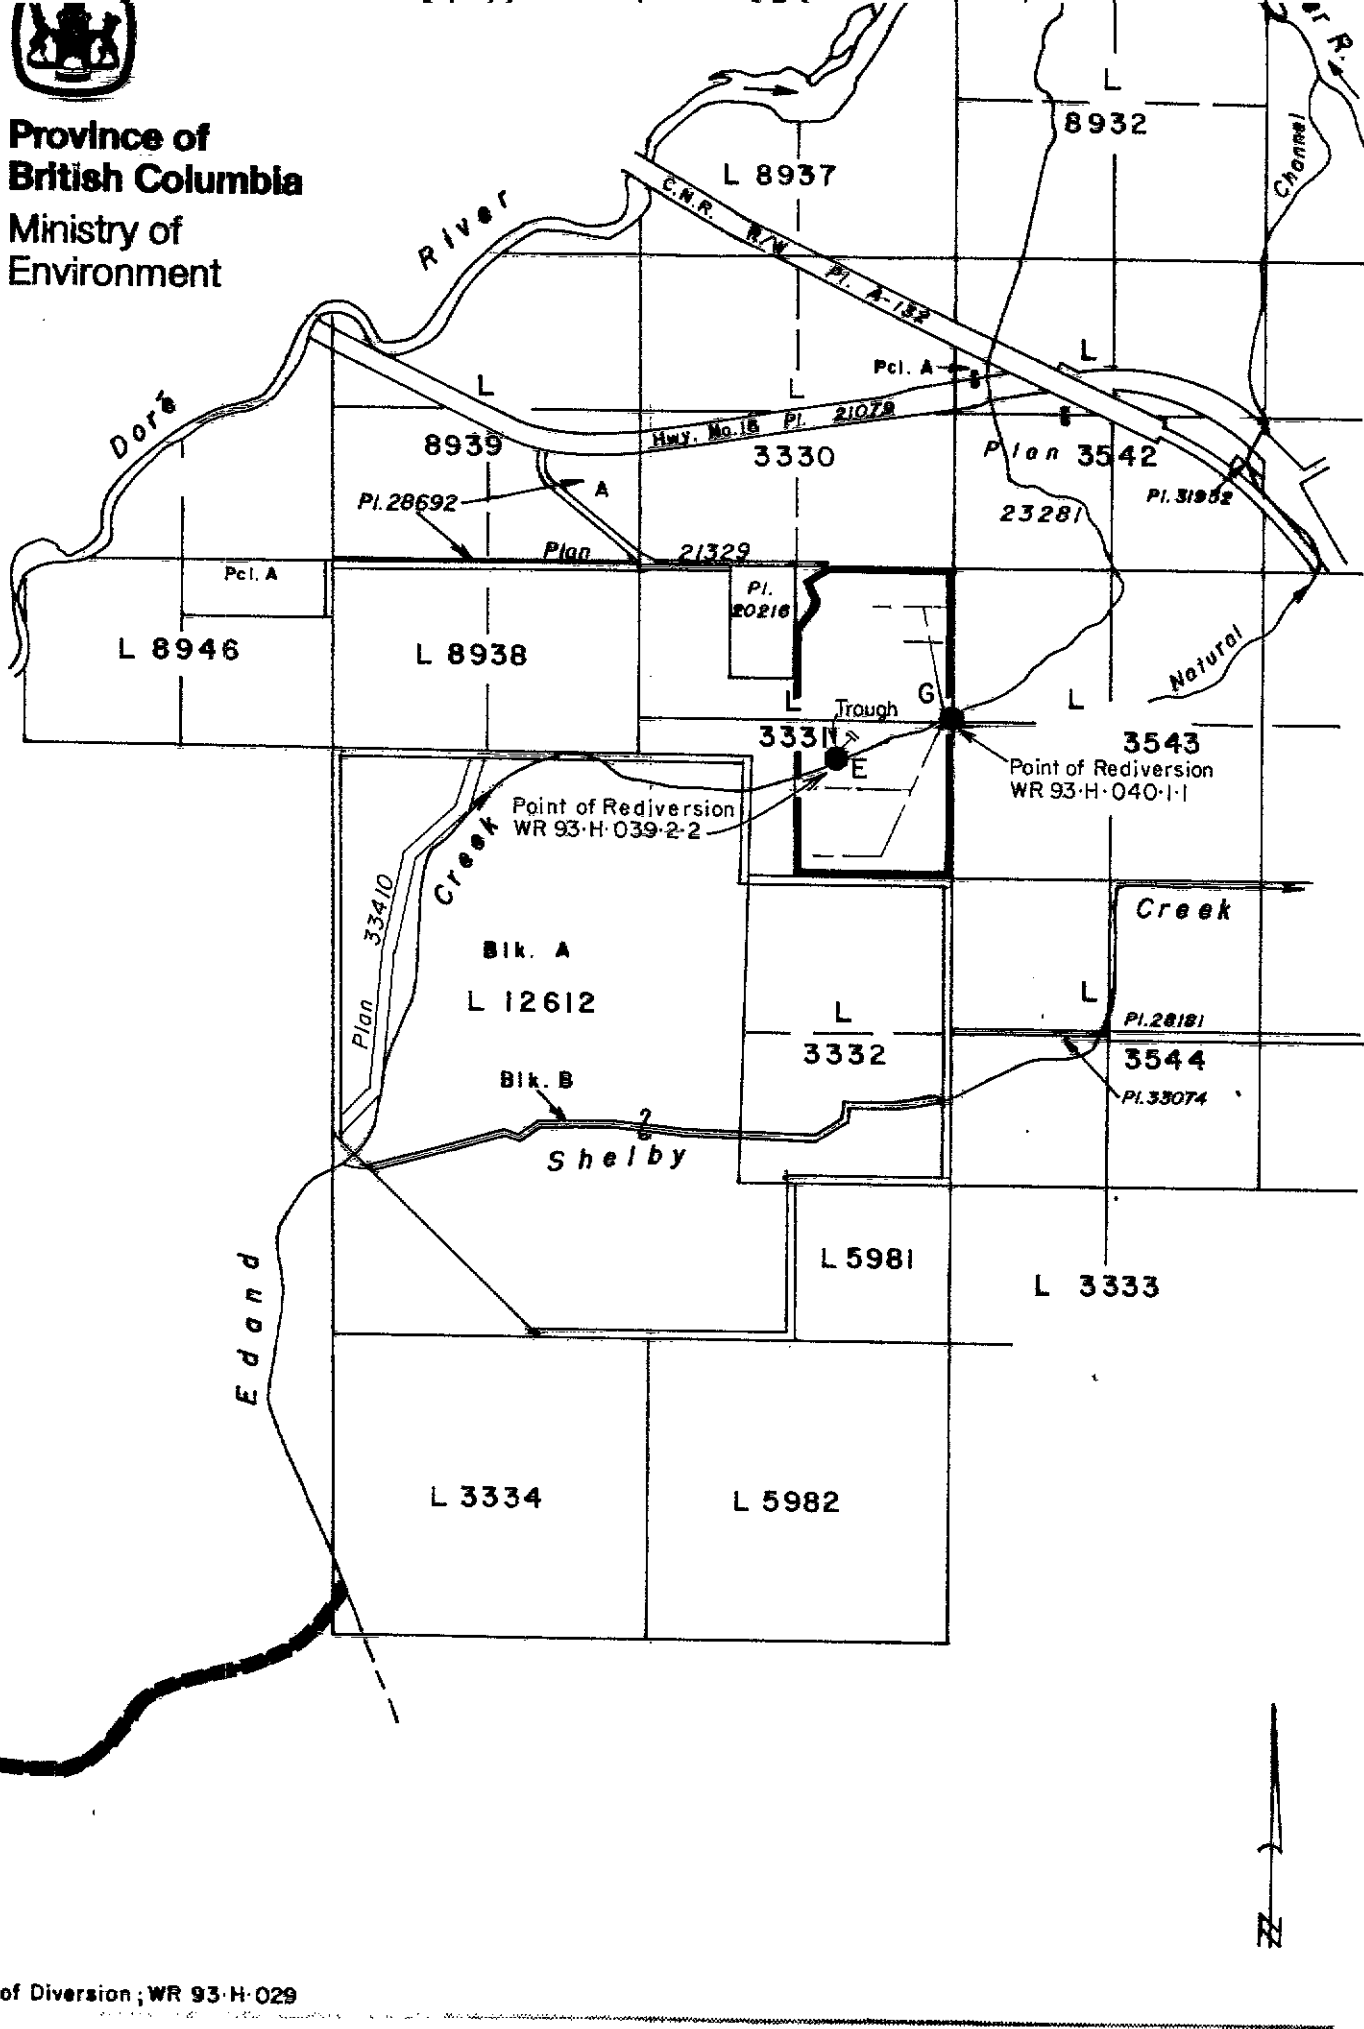 Province of
British Columbia
Ministry of
Environment
er R.
L
8932
Channel
L 8937
C.N.R. R/W Pl. A-132
River
Doré
Pcl. A
L
L
L
8939
Hwy. No.16 Pl. 21079
3330
Plan 3542
23281
Pl. 31952
Pl. 28692
A
Plan 21329
Pcl. A
Pl.
20216
L 8946
L 8938
Natural
G
L
L
Trough
3331
3543
E
Point of Rediversion
WR 93·H·040·1·1
Point of Rediversion
WR 93·H·039·2·2
Creek
Plan 33410
Creek
Blk. A
L 12612
L
L
3332
Pl. 28181
3544
Blk. B
Pl. 33074
Shelby
L 5981
L 3333
Edand
L 3334
L 5982
N
of Diversion; WR 93·H·029